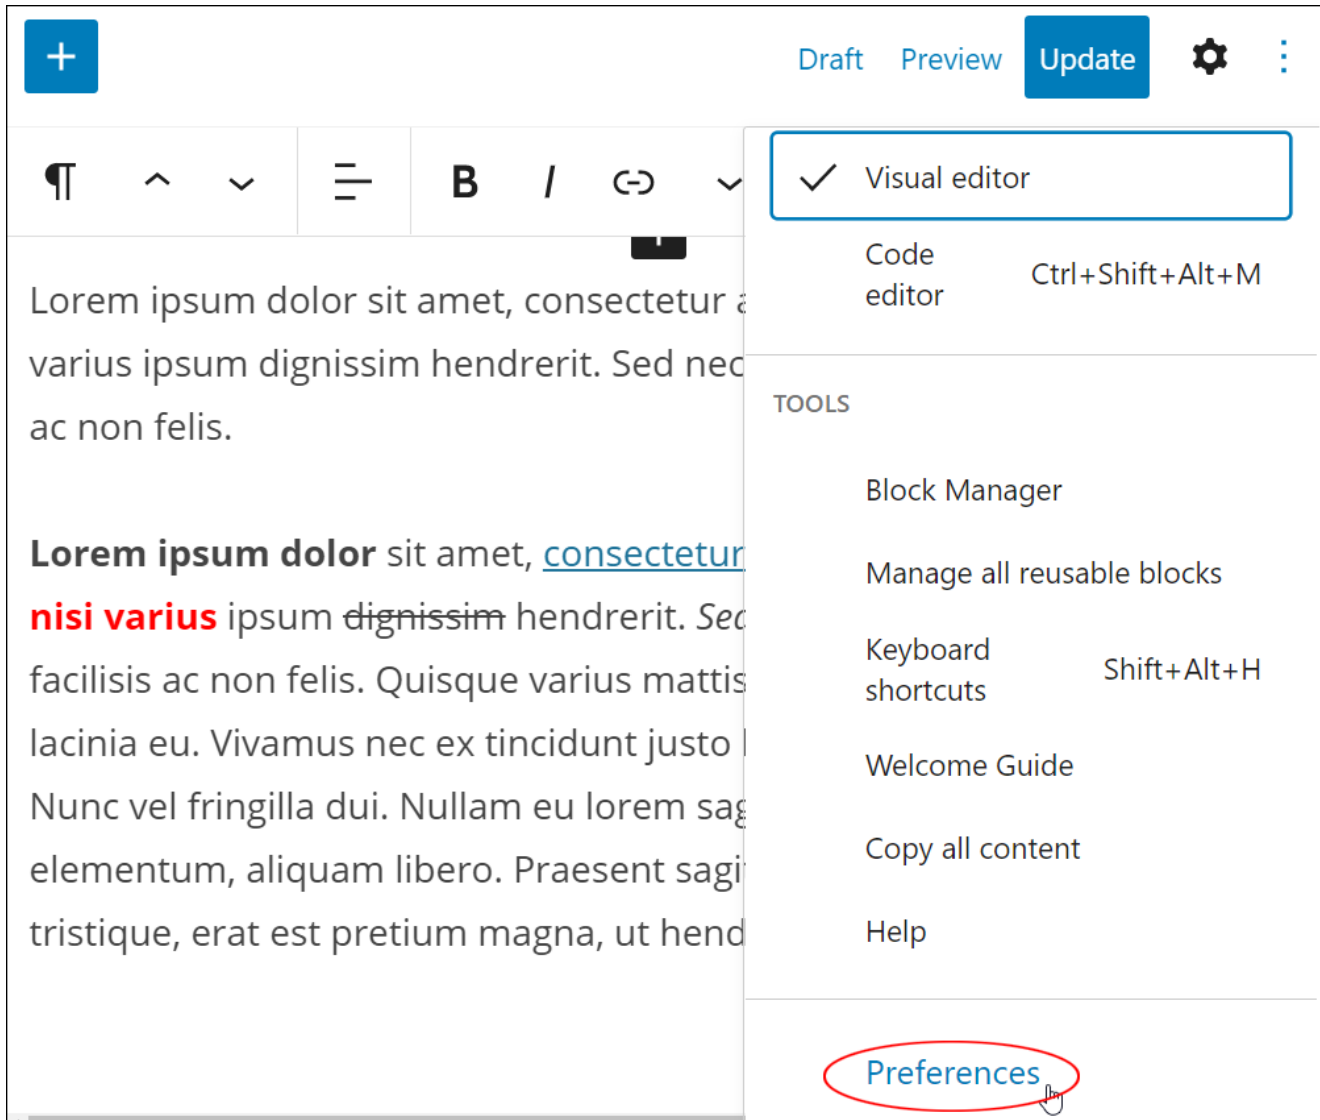 Draft Preview Update
B I
Visual editor
Code
editor
Ctrl+Shift+Alt+M
TOOLS
Block Manager
Manage all reusable blocks
Keyboard
shortcuts
Shift+Alt+H
Welcome Guide
Copy all content
Help
Preferences
Lorem ipsum dolor sit amet, consectetur
varius ipsum dignissim hendrerit. Sed nec
ac non felis.
Lorem ipsum dolor sit amet, consectetur
nisi varius ipsum dignissim hendrerit. Sed
facilisis ac non felis. Quisque varius mattis
lacinia eu. Vivamus nec ex tincidunt justo
Nunc vel fringilla dui. Nullam eu lorem
elementum, aliquam libero. Praesent
tristique, erat est pretium magna, ut